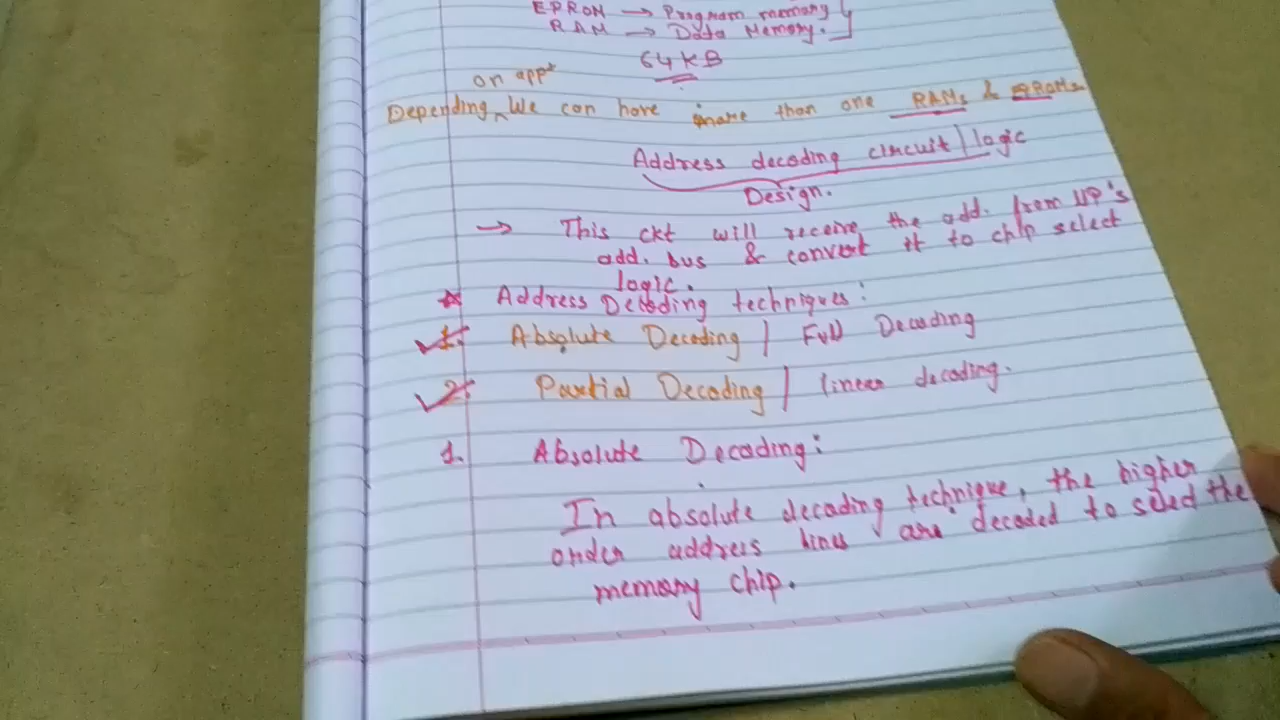 EPROM → Program memory
RAM → Data Memory.
64KB
on appⁿ
Depending ^ We can have more than one RAMs & EPROMs
Address decoding circuit/logic
Design.
→ This ckt will receive the add. from UP's
add. bus & convert it to chip select
logic.
* Address Decoding techniques:
1. Absolute Decoding / Full Decoding
2. Partial Decoding / linear decoding.
1. Absolute Decoding:
In absolute decoding technique, the higher
order address lines are decoded to select the
memory chip.